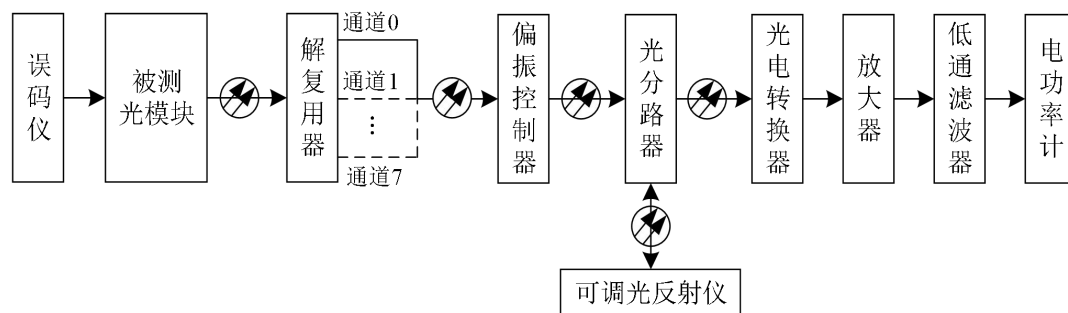 误码仪
被测
光模块
解复用器
通道0
通道1
⋮
通道7
偏振控制器
光分路器
光电转换器
放大器
低通滤波器
电功率计
可调光反射仪